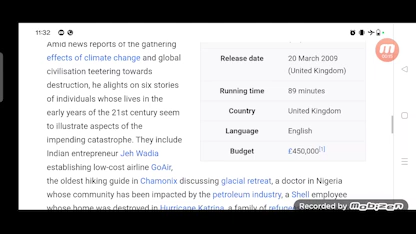 11:32
Amid news reports of the gathering
effects of climate change and global
civilisation teetering towards
destruction, he alights on six stories
of individuals whose lives in the
early years of the 21st century seem
to illustrate aspects of the
impending catastrophe. They include
Indian entrepreneur Jeh Wadia
establishing low-cost airline GoAir,
the oldest hiking guide in Chamonix discussing glacial retreat, a doctor in Nigeria
whose community has been impacted by the petroleum industry, a Shell employee
whose home was destroyed in Hurricane Katrina, a family of
Release date 20 March 2009
(United Kingdom)
Running time 89 minutes
Country United Kingdom
Language English
Budget £450,000[1]
Recorded by Mobizen